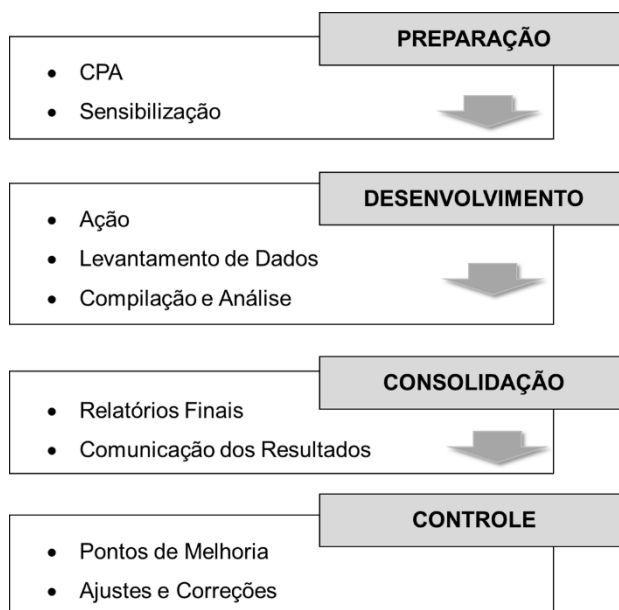 PREPARAÇÃO
• CPA
• Sensibilização
DESENVOLVIMENTO
• Ação
• Levantamento de Dados
• Compilação e Análise
CONSOLIDAÇÃO
• Relatórios Finais
• Comunicação dos Resultados
CONTROLE
• Pontos de Melhoria
• Ajustes e Correções